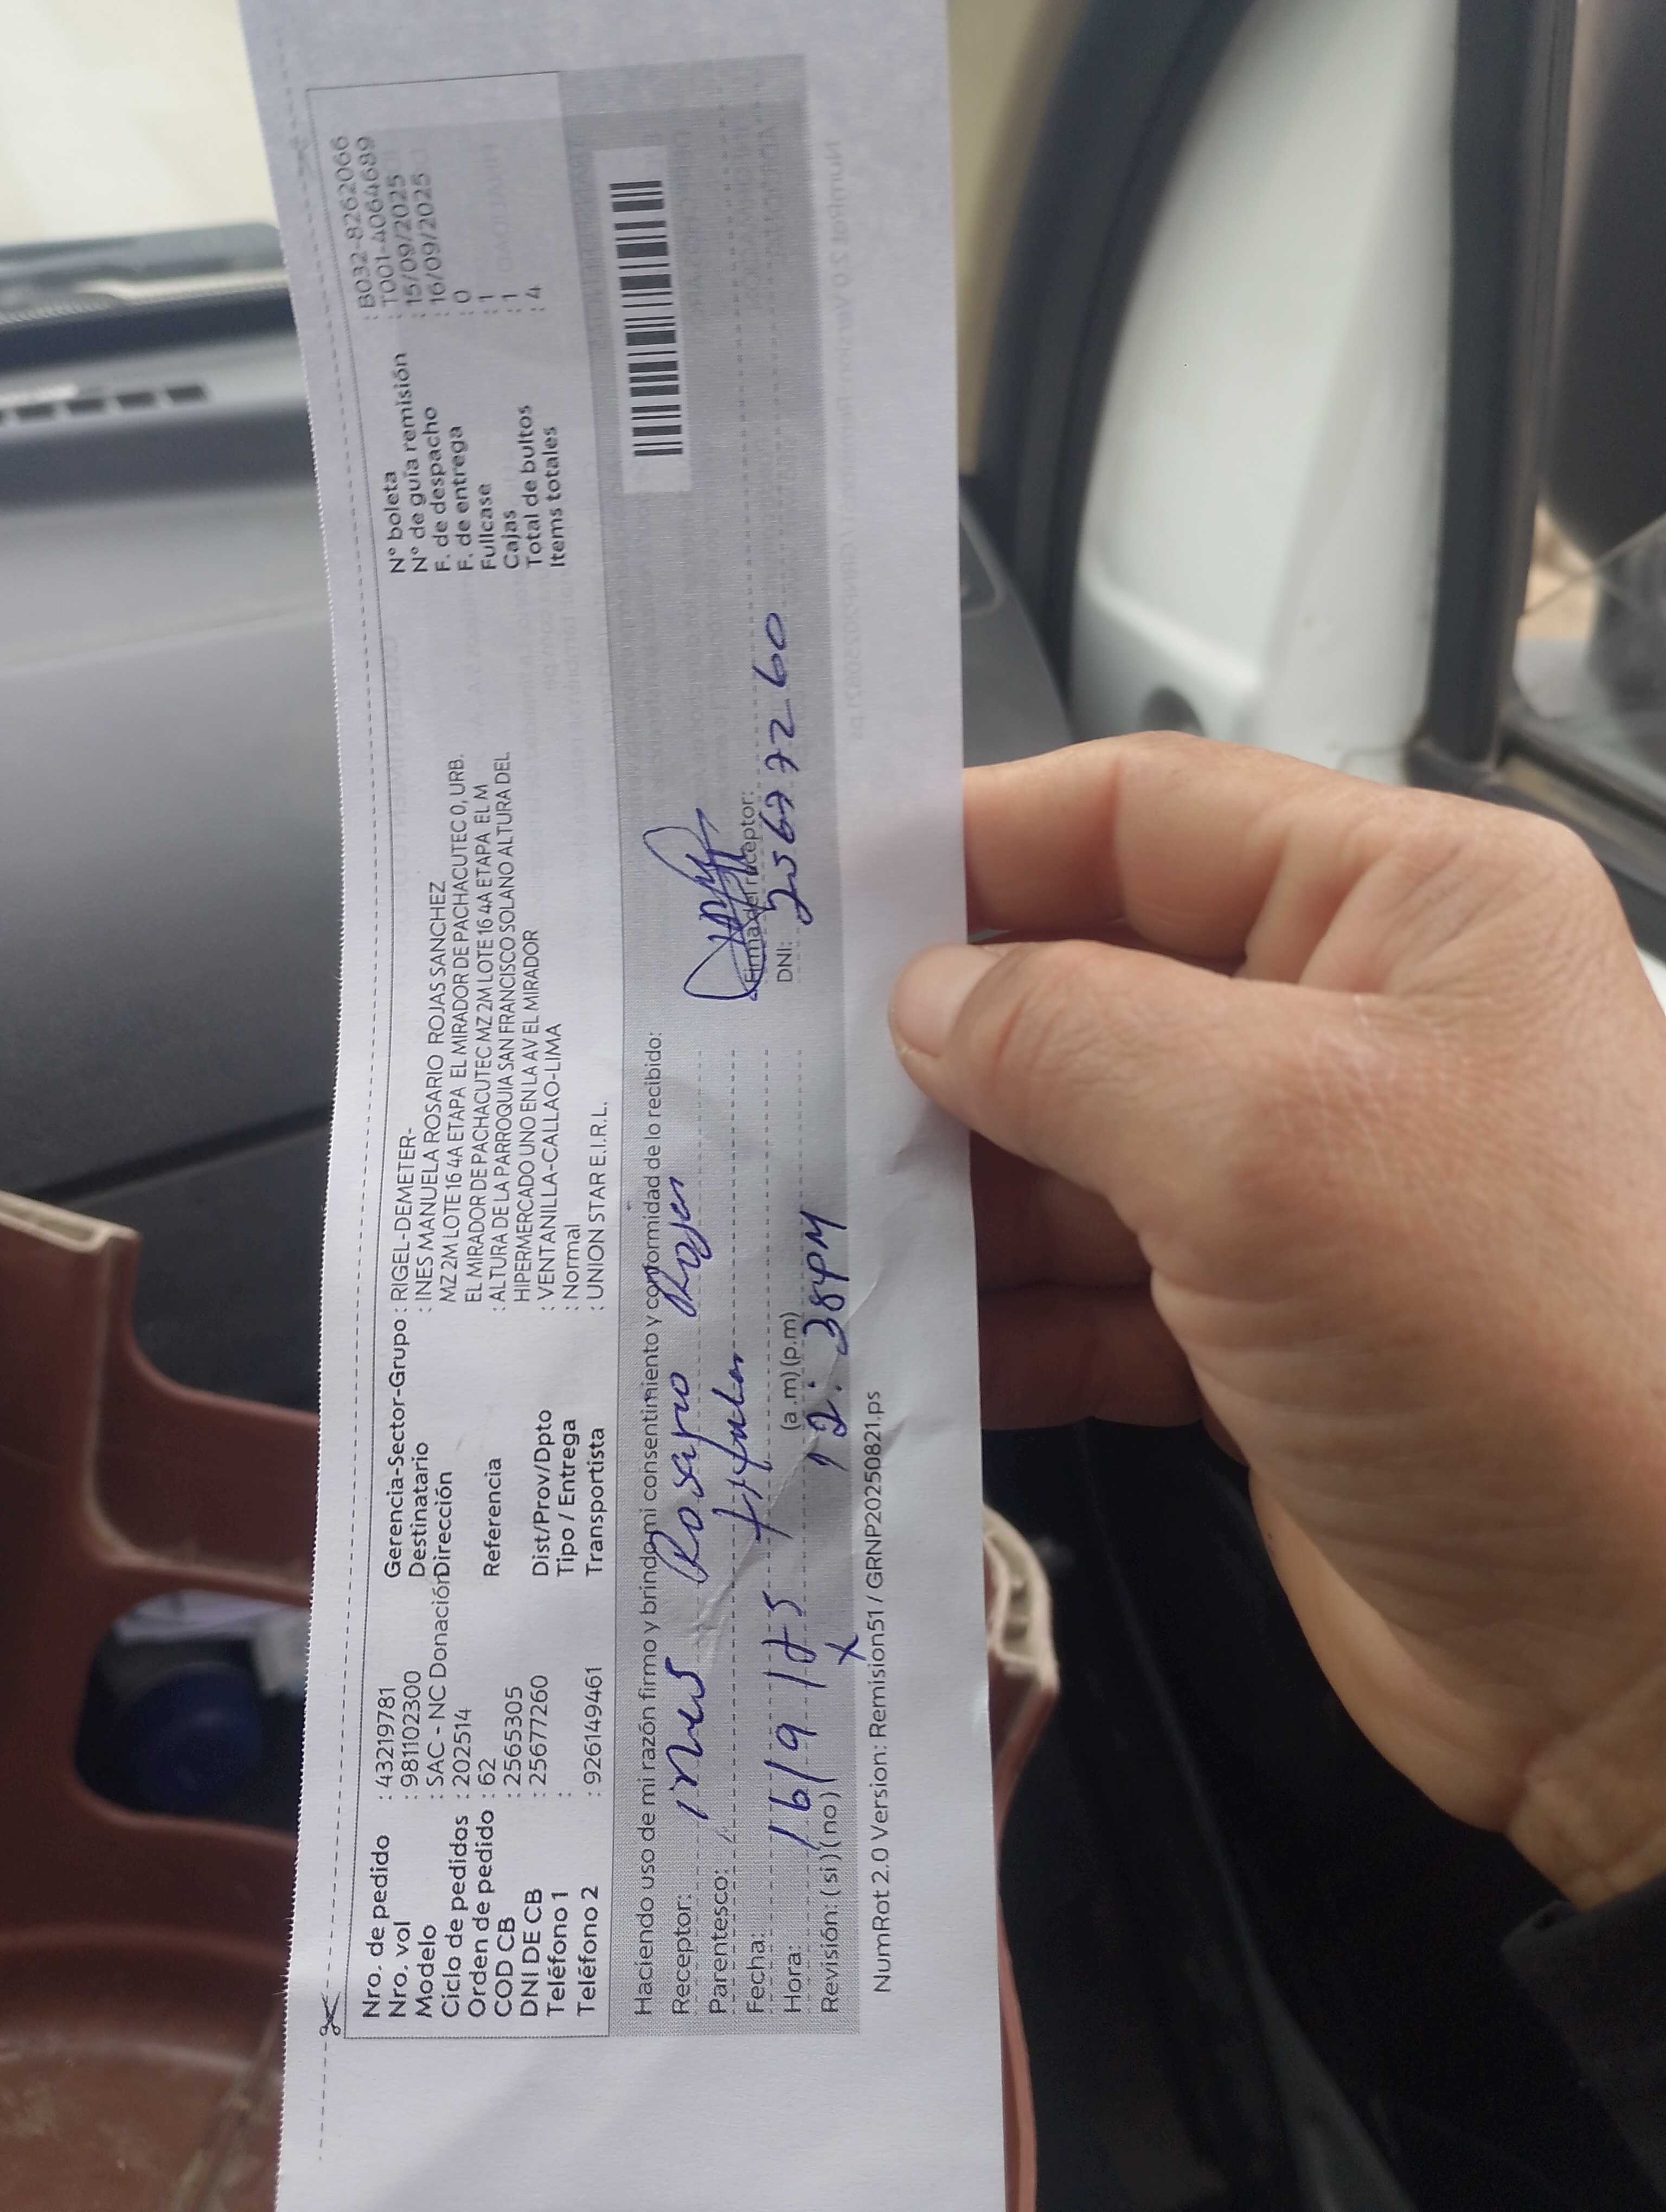 Nro. de pedido : 43219781
Nro. vol : 981102300
Modelo : SAC - NC Donación
Ciclo de pedidos : 202514
Orden de pedido : 62
COD CB : 2565305
DNI DE CB : 25677260
Teléfono 1 :
Teléfono 2 : 926149461
Gerencia-Sector-Grupo : RIGEL-DEMETER-
Destinatario : INES MANUELA ROSARIO ROJAS SANCHEZ
Dirección MZ 2M LOTE 16 4A ETAPA EL MIRADOR DE PACHACUTEC 0, URB.
EL MIRADOR DE PACHACUTEC MZ 2M LOTE 16 4A ETAPA EL M
Referencia : ALTURA DE LA PARROQUIA SAN FRANCISCO SOLANO ALTURA DEL
HIPERMERCADO UNO EN LA AV EL MIRADOR
Dist/Prov/Dpto : VENTANILLA-CALLAO-LIMA
Tipo / Entrega : Normal
Transportista : UNION STAR E.I.R.L.
N° boleta : B032-8262066
N° de guía remisión : T001-4064689
F. de despacho : 15/09/2025
F. de entrega : 16/09/2025
Fullcase : 0
Cajas : 1
Total de bultos : 1
Items totales : 4
Haciendo uso de mi razón firmo y brindo mi consentimiento y conformidad de lo recibido:
Receptor: Ines Rosario Rojas
Parentesco: titular
Fecha: 16/9/25
Hora: (a.m) (p.m) 12:38PM
Revisión: (si) (no) X
Firma del receptor:
DNI: 25677260
NumRot 2.0 Version: Remision51 / GRNP20250821.ps